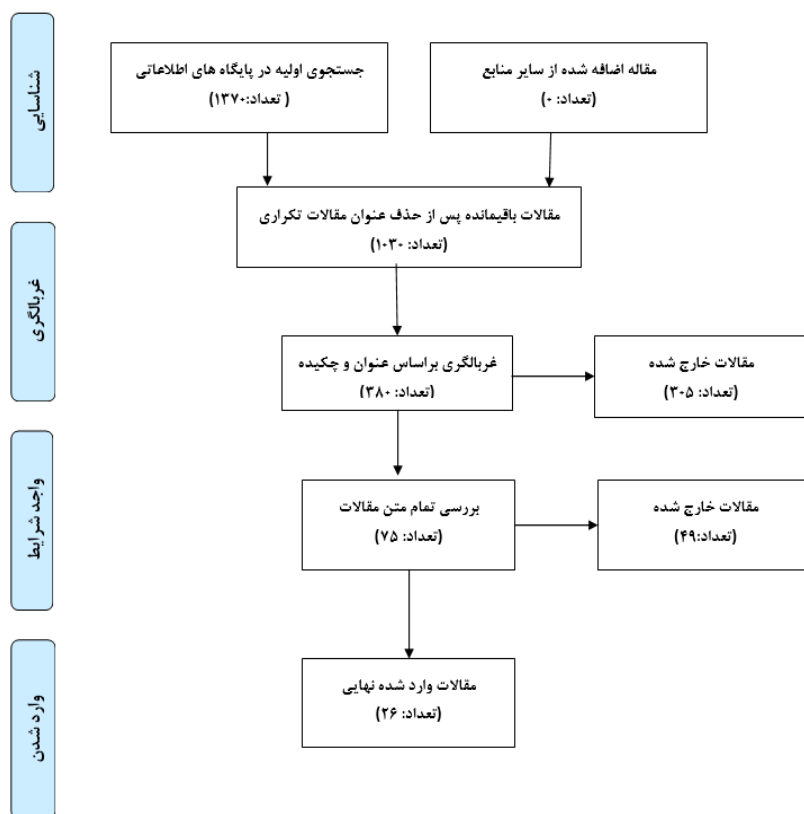 شناسایی
مقاله اضافه شده از سایر منابع
(تعداد: ۰)
جستجوی اولیه در پایگاه های اطلاعاتی
( تعداد:۱۳۷۰)
مقالات باقیمانده پس از حذف عنوان مقالات تکراری
(تعداد: ۱۰۳۰)
غربالگری
غربالگری براساس عنوان و چکیده
(تعداد: ۳۸۰)
مقالات خارج شده
(تعداد: ۳۰۵)
واجد شرایط
بررسی تمام متن مقالات
(تعداد: ۷۵)
مقالات خارج شده
(تعداد:۴۹)
وارد شدن
مقالات وارد شده نهایی
(تعداد: ۲۶)